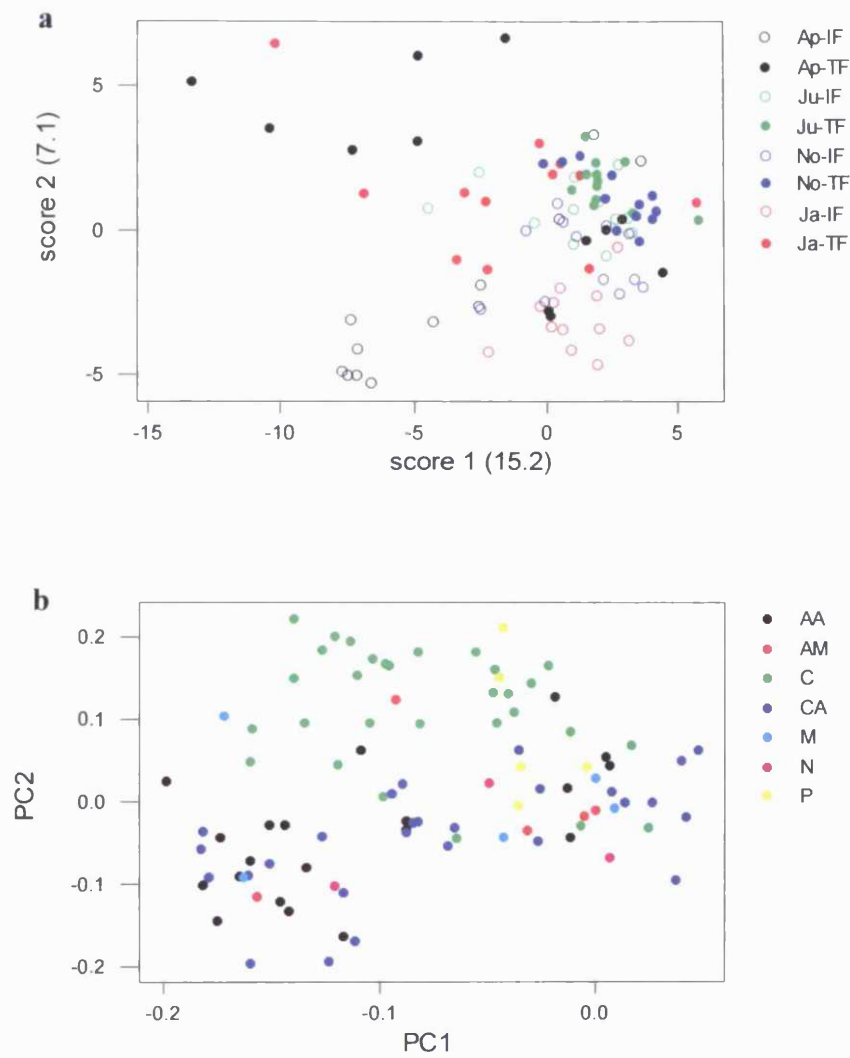 a
5
0
-5
score 2 (7.1)
-15 -10 -5 0 5
score 1 (15.2)
Ap-IF
Ap-TF
Ju-IF
Ju-TF
No-IF
No-TF
Ja-IF
Ja-TF
b
0.2
0.1
0.0
-0.1
-0.2
PC2
-0.2 -0.1 0.0
PC1
AA
AM
C
CA
M
N
P